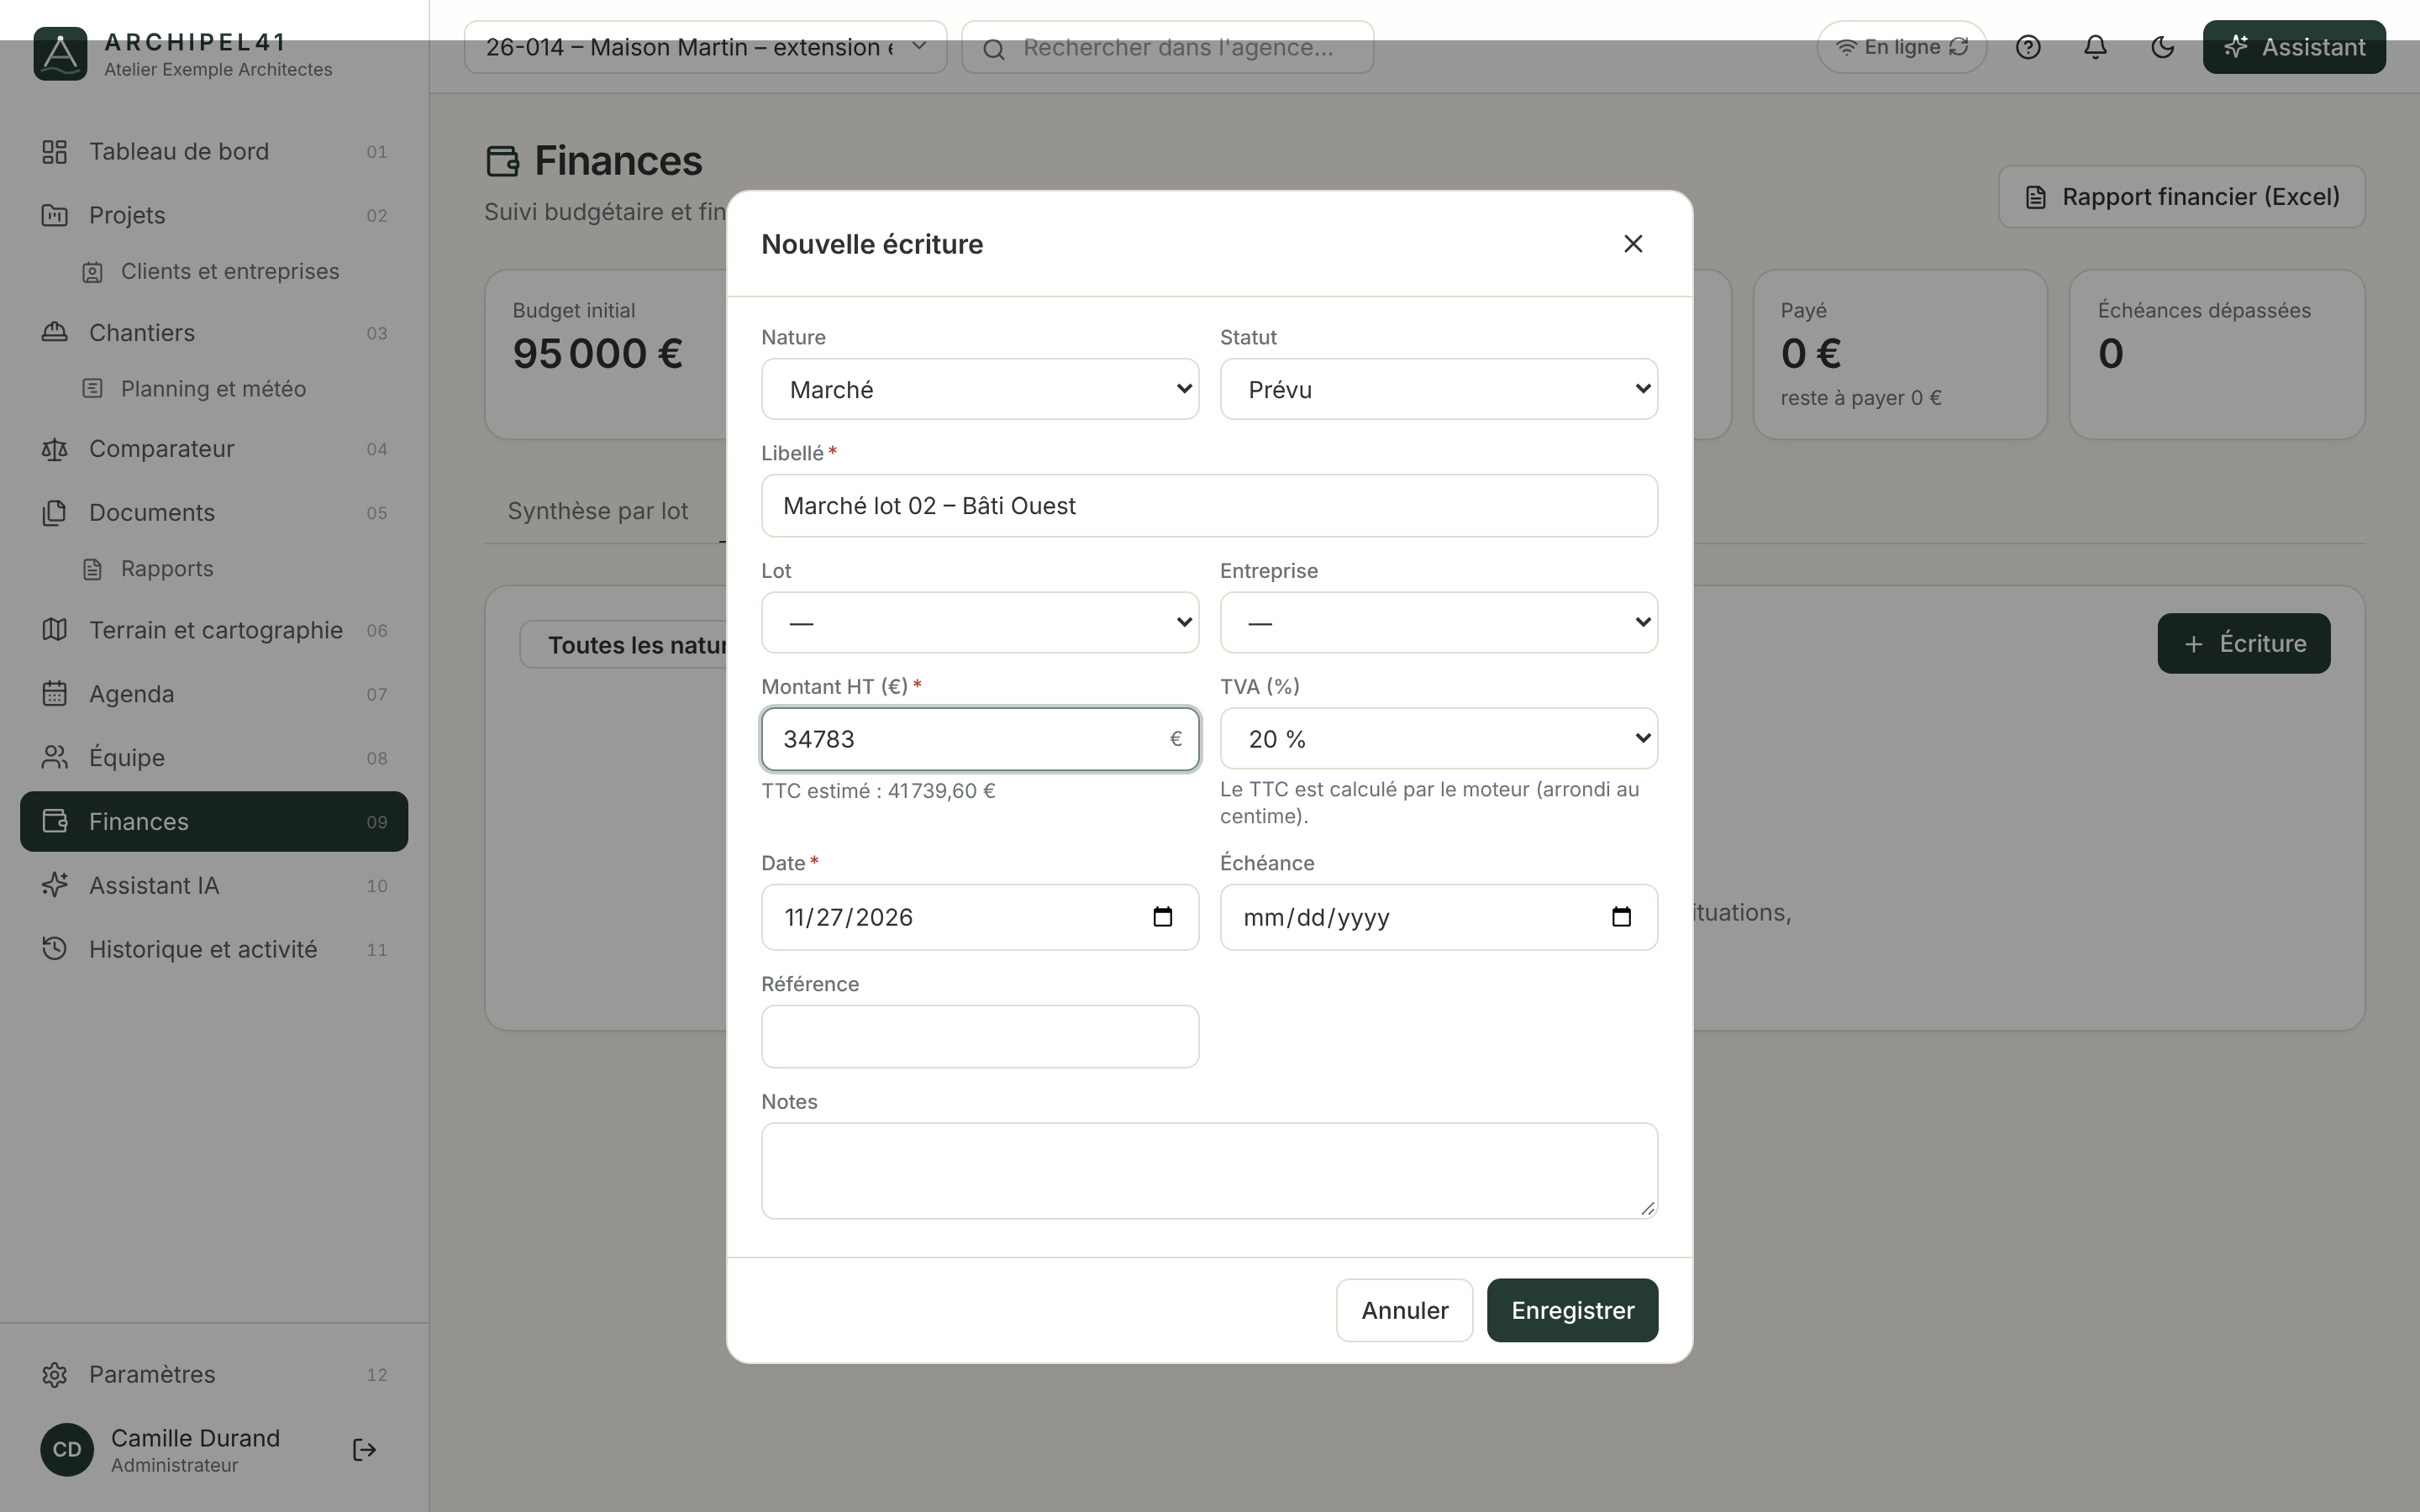 ARCHIPEL41
Atelier Exemple Architectes
26-014 – Maison Martin – extension e
Rechercher dans l'agence...
En ligne
Assistant
Tableau de bord 01
Projets 02
Clients et entreprises
Chantiers 03
Planning et météo
Comparateur 04
Documents 05
Rapports
Terrain et cartographie 06
Agenda 07
Équipe 08
Finances 09
Assistant IA 10
Historique et activité 11
Paramètres 12
CD
Camille Durand
Administrateur
Finances
Suivi budgétaire et fin
Rapport financier (Excel)
Budget initial
95 000 €
Payé
0 €
reste à payer 0 €
Échéances dépassées
0
Synthèse par lot
Toutes les natur
Écriture
ituations,
Nouvelle écriture
Nature
Marché
Statut
Prévu
Libellé *
Marché lot 02 – Bâti Ouest
Lot
—
Entreprise
—
Montant HT (€) *
34783 €
TTC estimé : 41 739,60 €
TVA (%)
20 %
Le TTC est calculé par le moteur (arrondi au
centime).
Date *
11/27/2026
Échéance
mm/dd/yyyy
Référence
Notes
Annuler
Enregistrer